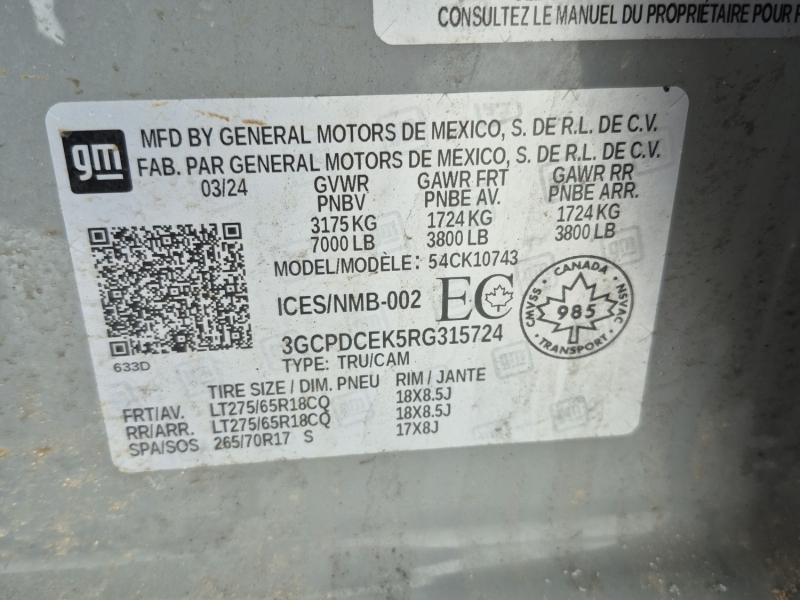 CONSULTEZ LE MANUEL DU PROPRIÉTAIRE POUR
gm
MFD BY GENERAL MOTORS DE MEXICO, S. DE R.L. DE C.V.
FAB. PAR GENERAL MOTORS DE MEXICO, S. DE R.L. DE C.V.
03/24 GVWR GAWR FRT GAWR RR
PNBV PNBE AV. PNBE ARR.
3175 KG 1724 KG 1724 KG
7000 LB 3800 LB 3800 LB
MODEL/MODÈLE: 54CK10743
ICES/NMB-002 EC
CANADA
CMVSS 985 NSVAC
TRANSPORT
3GCPDCEK5RG315724
633D TYPE: TRU/CAM
TIRE SIZE / DIM. PNEU RIM / JANTE
FRT/AV. LT275/65R18CQ 18X8.5J
RR/ARR. LT275/65R18CQ 18X8.5J
SPA/SOS 265/70R17 S 17X8J